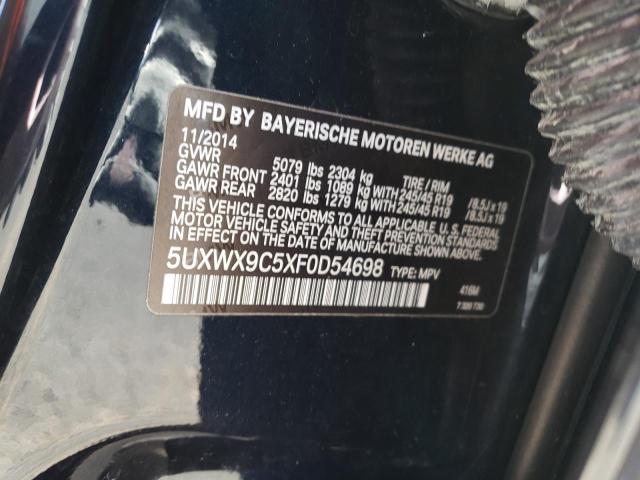 MFD BY BAYERISCHE MOTOREN WERKE AG
11/2014
GVWR 5079 lbs 2304 kg TIRE / RIM
GAWR FRONT 2401 lbs 1089 kg WITH 245/45 R19 /8.5J x 19
GAWR REAR 2820 lbs 1279 kg WITH 245/45 R19 /8.5J x 19
THIS VEHICLE CONFORMS TO ALL APPLICABLE U.S. FEDERAL
MOTOR VEHICLE SAFETY, BUMPER, AND THEFT PREVENTION STANDARDS
IN EFFECT ON THE DATE OF MANUFACTURE SHOWN ABOVE.
5UXWX9C5XF0D54698 TYPE: MPV
416M